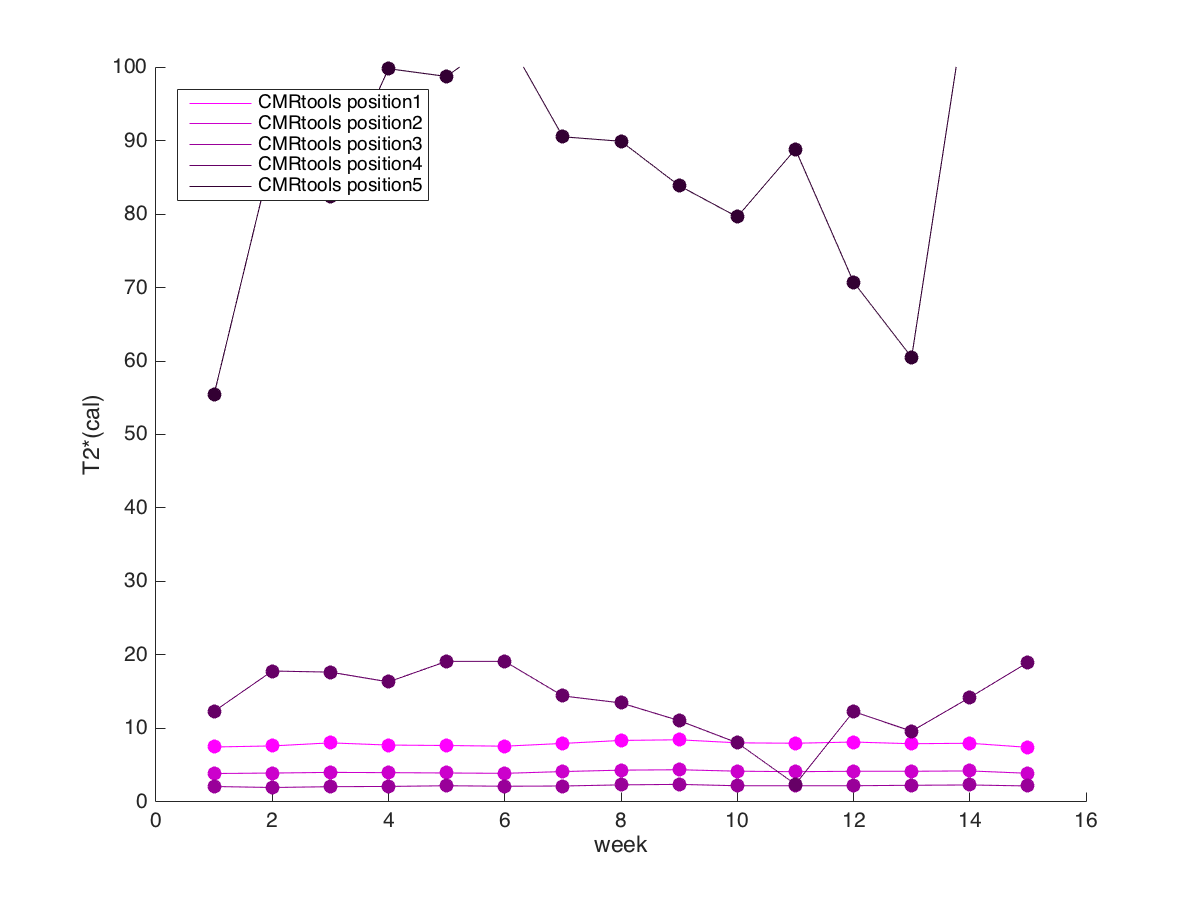 100
90
80
70
60
50
40
30
20
10
0
CMRtools position1
CMRtools position2
CMRtools position3
CMRtools position4
CMRtools position5
T2*(cal)
0 2 4 6 8 10 12 14 16
week